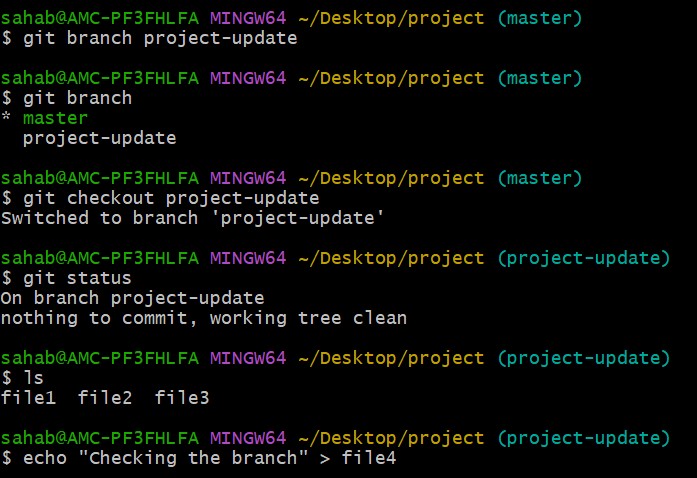 sahab@AMC-PF3FHLFA MINGW64 ~/Desktop/project (master)
$ git branch project-update
sahab@AMC-PF3FHLFA MINGW64 ~/Desktop/project (master)
$ git branch
* master
  project-update
sahab@AMC-PF3FHLFA MINGW64 ~/Desktop/project (master)
$ git checkout project-update
Switched to branch 'project-update'
sahab@AMC-PF3FHLFA MINGW64 ~/Desktop/project (project-update)
$ git status
On branch project-update
nothing to commit, working tree clean
sahab@AMC-PF3FHLFA MINGW64 ~/Desktop/project (project-update)
$ ls
file1  file2  file3
sahab@AMC-PF3FHLFA MINGW64 ~/Desktop/project (project-update)
$ echo "Checking the branch" > file4